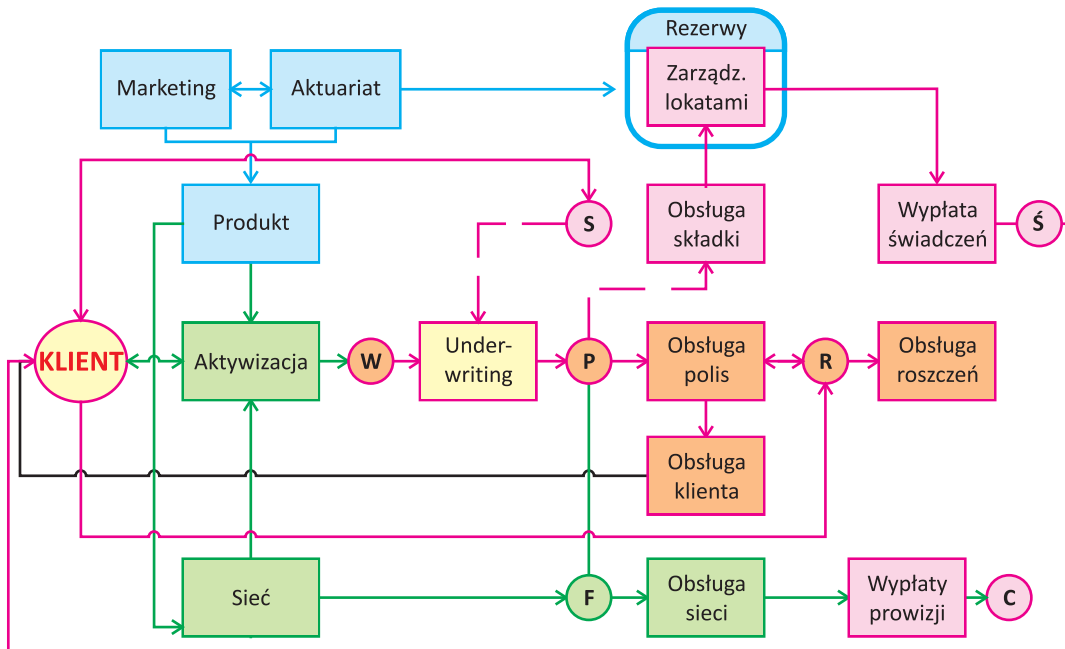 Rezerwy
Marketing
Aktuariat
Zarządz.
lokatami
Produkt
S
Obsługa
składki
Wypłata
świadczeń
Ś
KLIENT
Aktywizacja
W
Under-
writing
P
Obsługa
polis
R
Obsługa
roszczeń
Obsługa
klienta
Sieć
F
Obsługa
sieci
Wypłaty
prowizji
C